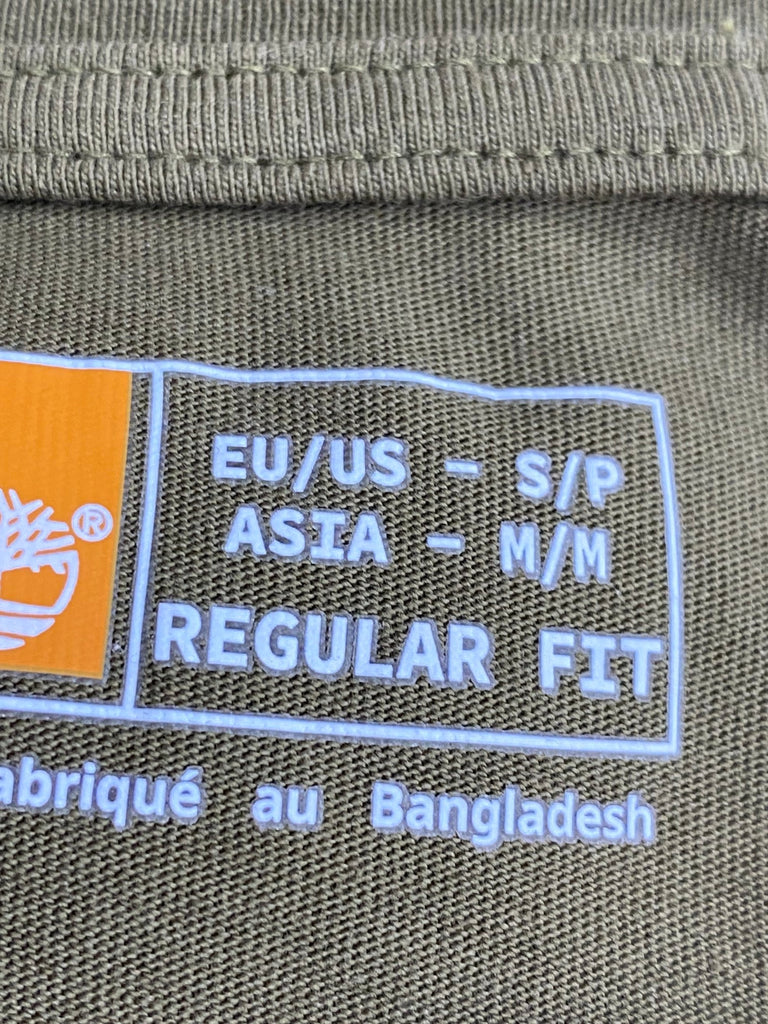 ®
EU/US - S/P
ASIA - M/M
REGULAR FIT
abriqué au Bangladesh